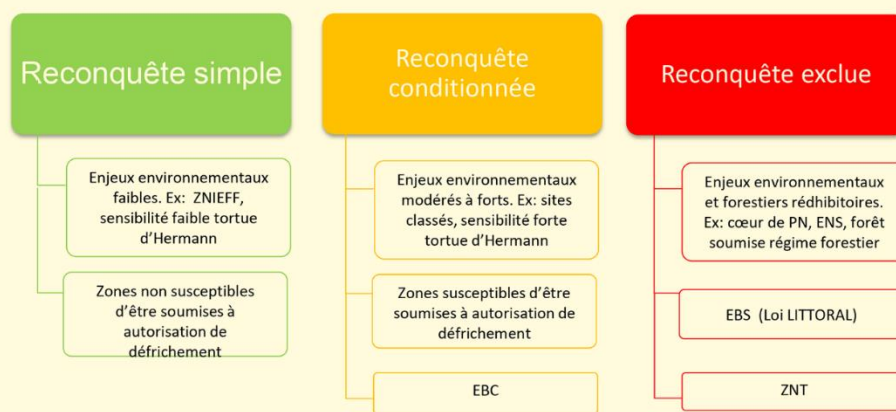 Reconquête simple
Enjeux environnementaux
faibles. Ex: ZNIEFF,
sensibilité faible tortue
d'Hermann
Zones non susceptibles
d'être soumises à
autorisation de
défrichement
Reconquête
conditionnée
Enjeux environnementaux
modérés à forts. Ex: sites
classés, sensibilité forte
tortue d'Hermann
Zones susceptibles d'être
soumises à autorisation de
défrichement
EBC
Reconquête exclue
Enjeux environnementaux
et forestiers rédhibitoires.
Ex: cœur de PN, ENS, forêt
soumise régime forestier
EBS (Loi LITTORAL)
ZNT